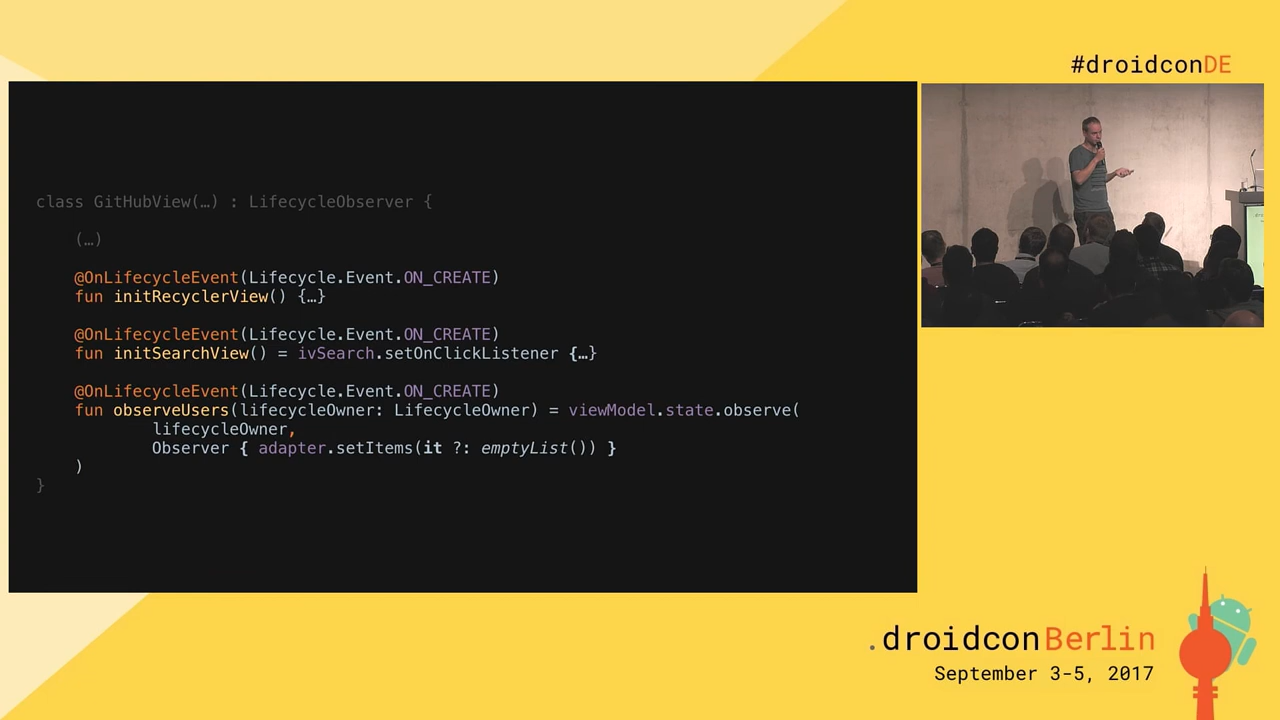 #droidconDE
class GitHubView(…) : LifecycleObserver {
(…)
@OnLifecycleEvent(Lifecycle.Event.ON_CREATE)
fun initRecyclerView() {…}
@OnLifecycleEvent(Lifecycle.Event.ON_CREATE)
fun initSearchView() = ivSearch.setOnClickListener {…}
@OnLifecycleEvent(Lifecycle.Event.ON_CREATE)
fun observeUsers(lifecycleOwner: LifecycleOwner) = viewModel.state.observe(
lifecycleOwner,
Observer { adapter.setItems(it ?: emptyList()) }
)
}
.droidconBerlin
September 3-5, 2017